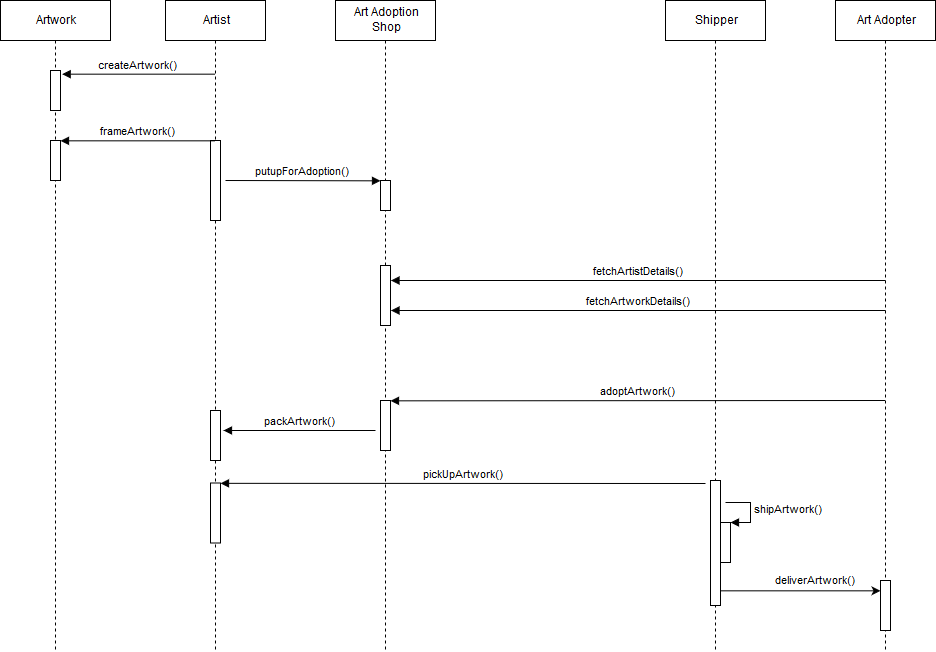 Artwork
Artist
Art Adoption
Shop
Shipper
Art Adopter
createArtwork()
frameArtwork()
putupForAdoption()
fetchArtistDetails()
fetchArtworkDetails()
adoptArtwork()
packArtwork()
pickUpArtwork()
shipArtwork()
deliverArtwork()